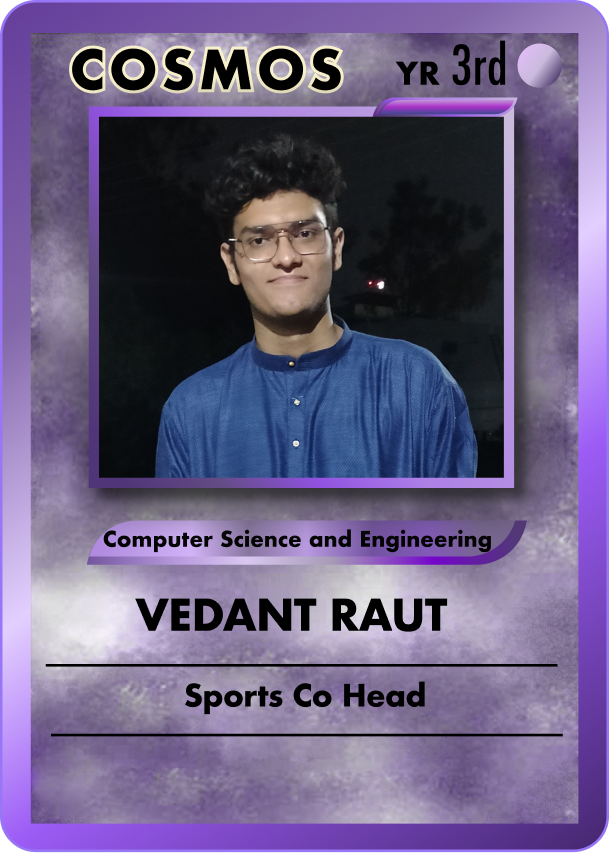 COSMOS YR 3rd
Computer Science and Engineering
VEDANT RAUT
Sports Co Head